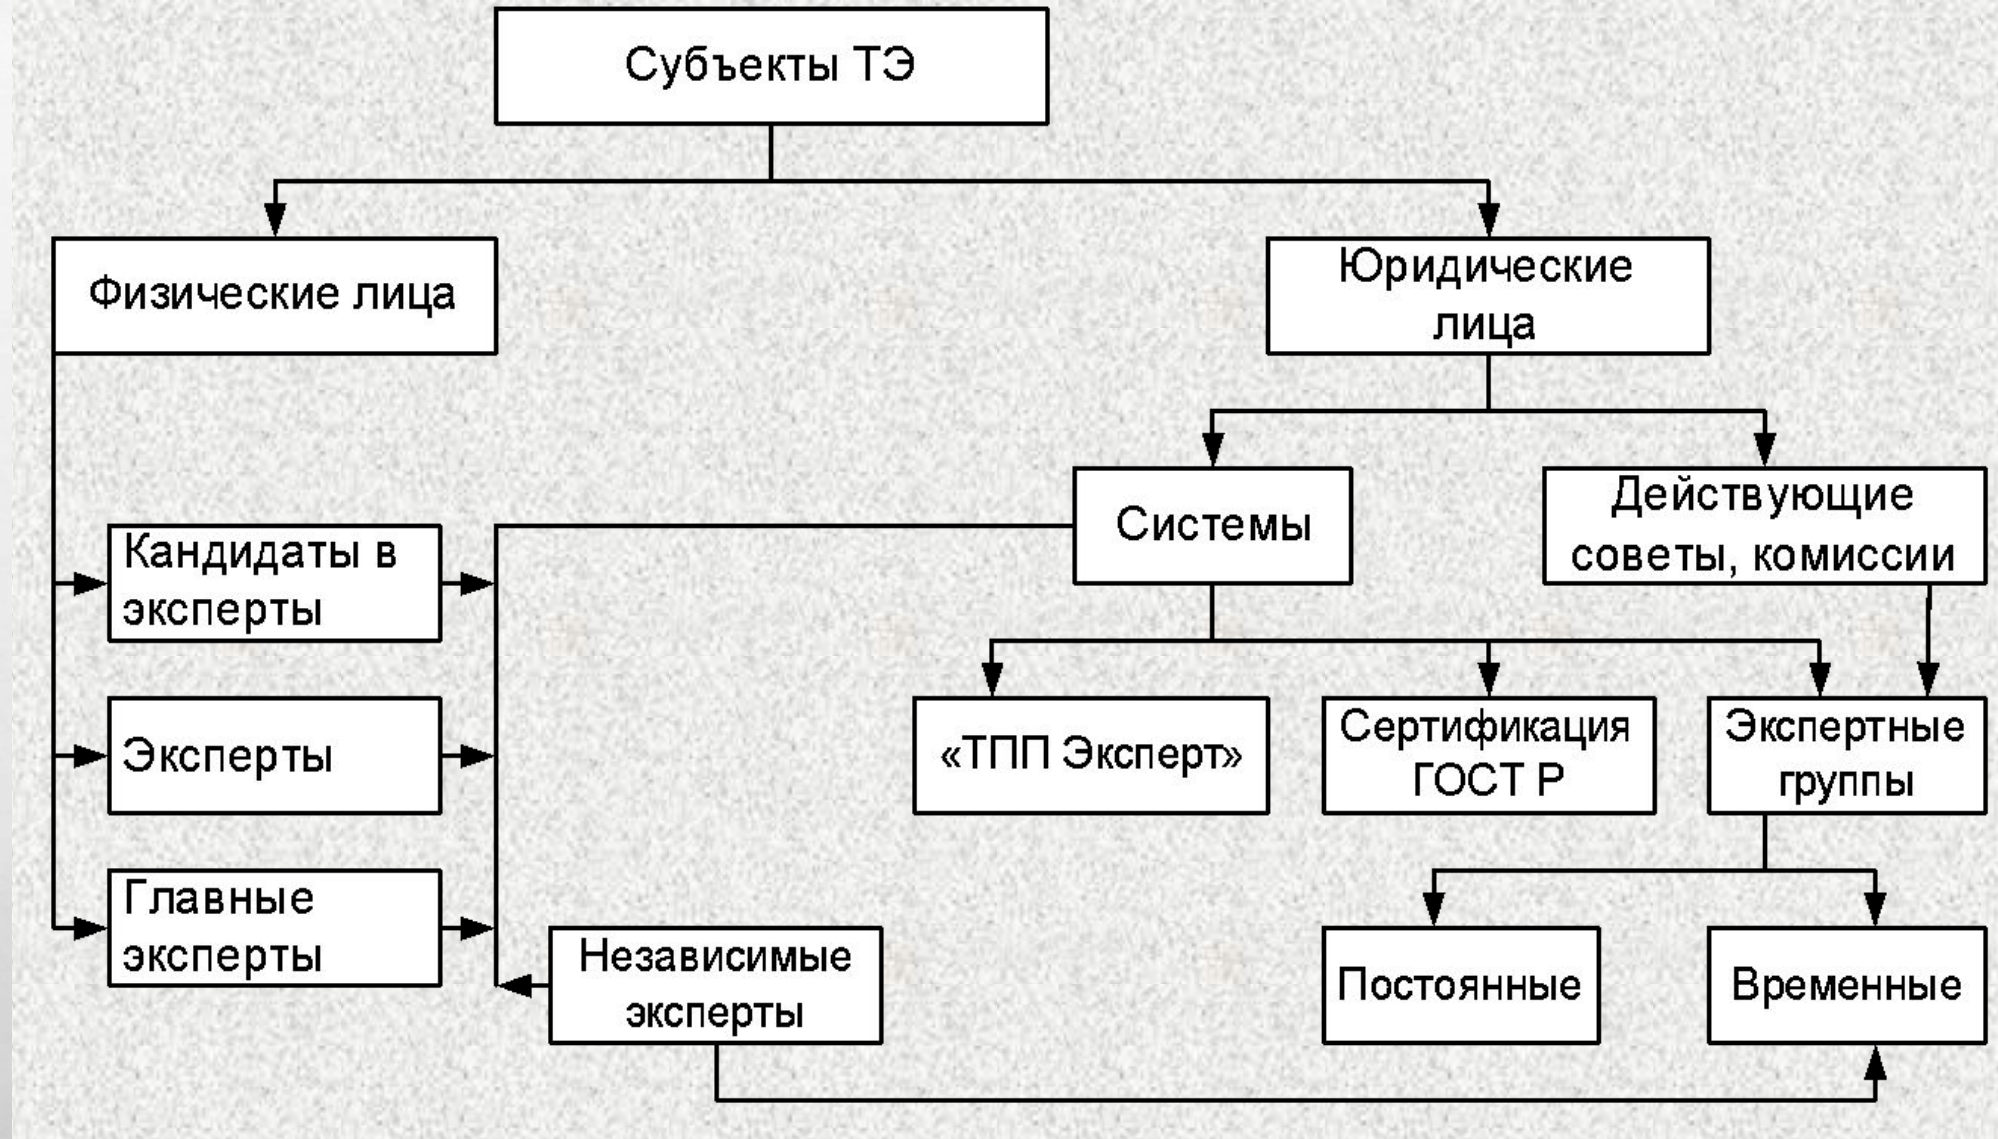 Субъекты ТЭ
Физические лица
Юридические
лица
Системы
Действующие
советы, комиссии
Кандидаты в
эксперты
Эксперты
«ТПП Эксперт»
Сертификация
ГОСТ Р
Экспертные
группы
Главные
эксперты
Независимые
эксперты
Постоянные
Временные